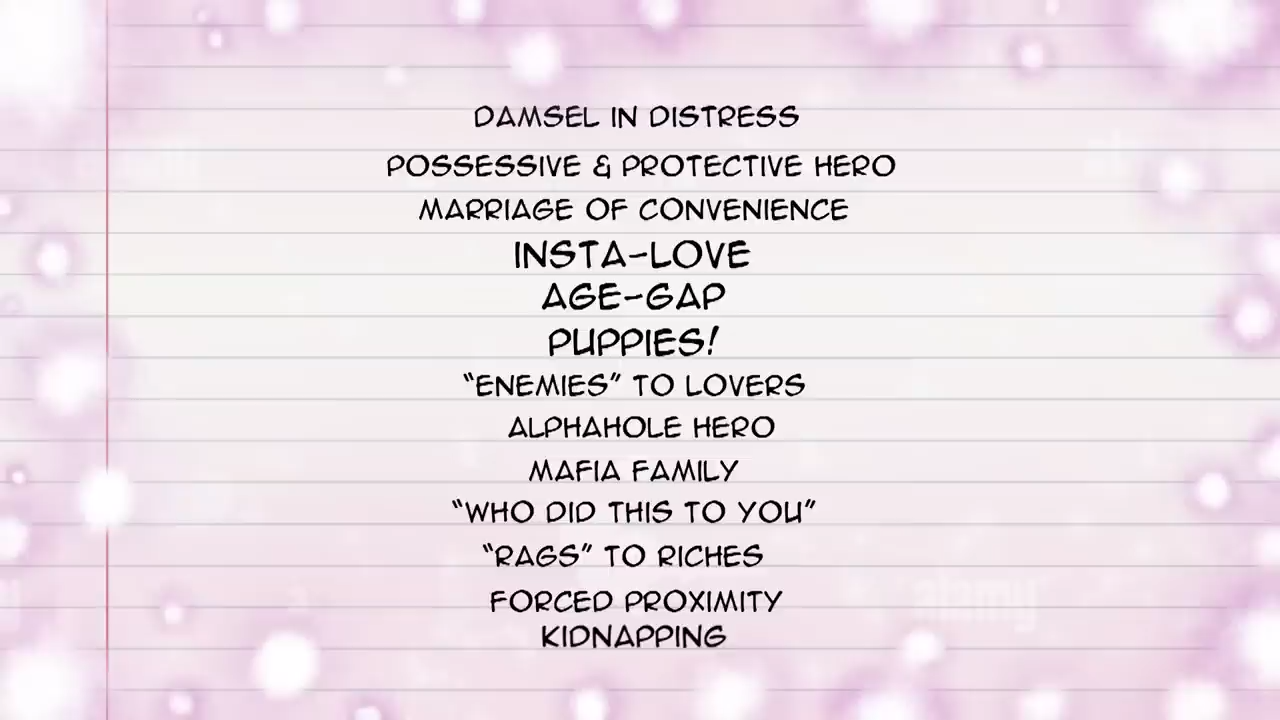 DAMSEL IN DISTRESS
POSSESSIVE & PROTECTIVE HERO
MARRIAGE OF CONVENIENCE
INSTA-LOVE
AGE-GAP
PUPPIES!
“ENEMIES” TO LOVERS
ALPHAHOLE HERO
MAFIA FAMILY
“WHO DID THIS TO YOU”
“RAGS” TO RICHES
FORCED PROXIMITY
alamy
KIDNAPPING